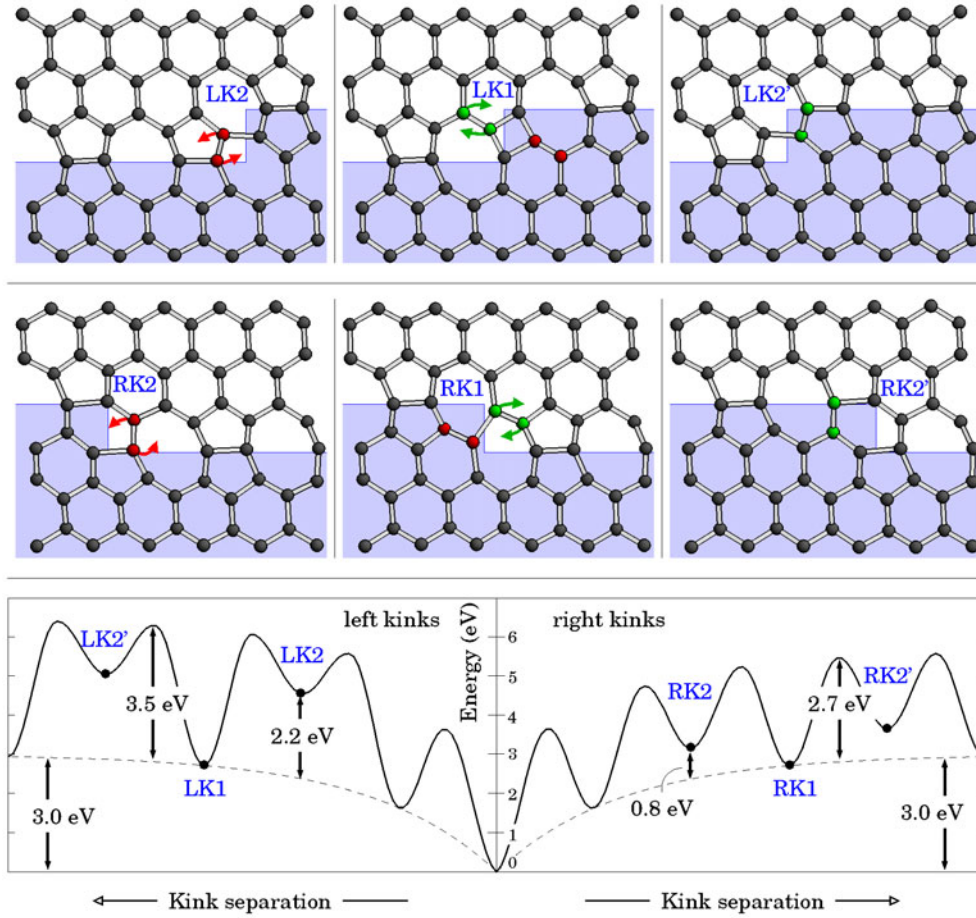 LK2
LK1
LK2'
RK2
RK1
RK2'
left kinks
Energy (eV)
right kinks
6
5
4
3
2
1
0
LK2'
LK2
3.5 eV
2.2 eV
LK1
3.0 eV
RK2
RK2'
2.7 eV
0.8 eV
RK1
3.0 eV
Kink separation
Kink separation